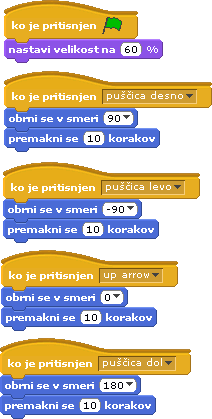 ko je pritisnjen
nastavi velikost na 60 %
ko je pritisnjen puščica desno
obrni se v smeri 90
premakni se 10 korakov
ko je pritisnjen puščica levo
obrni se v smeri -90
premakni se 10 korakov
ko je pritisnjen up arrow
obrni se v smeri 0
premakni se 10 korakov
ko je pritisnjen puščica dol
obrni se v smeri 180
premakni se 10 korakov